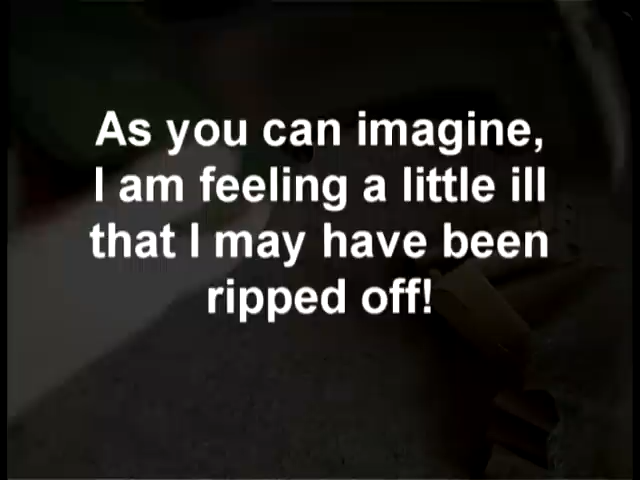 As you can imagine,
I am feeling a little ill
that I may have been
ripped off!